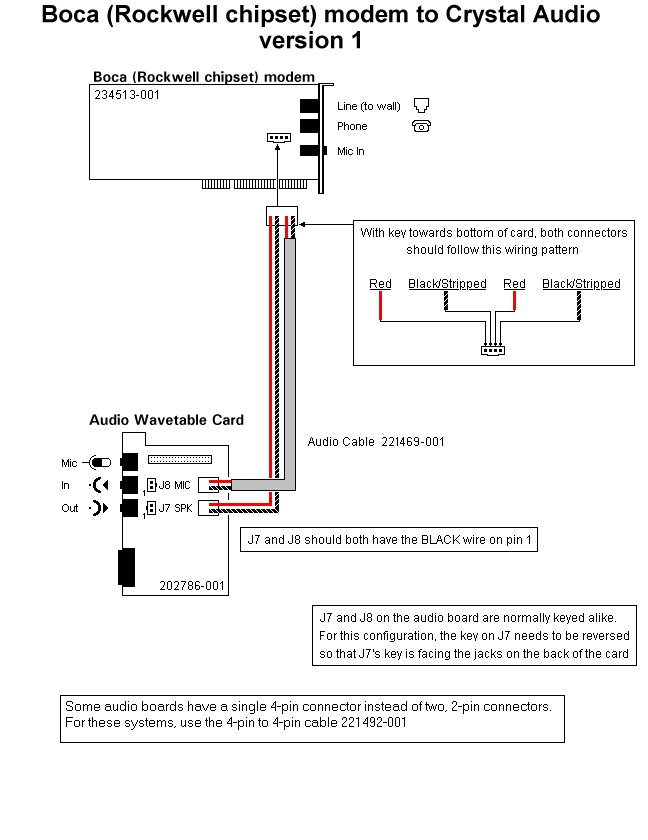 Boca (Rockwell chipset) modem to Crystal Audio
version 1
Boca (Rockwell chipset) modem
234513-001
Line (to wall)
Phone
Mic In
With key towards bottom of card, both connectors
should follow this wiring pattern
Red Black/Stripped Red Black/Stripped
Audio Wavetable Card
Audio Cable 221469-001
Mic
In
1 J8 MIC
Out
1 J7 SPK
J7 and J8 should both have the BLACK wire on pin 1
202786-001
J7 and J8 on the audio board are normally keyed alike.
For this configuration, the key on J7 needs to be reversed
so that J7's key is facing the jacks on the back of the card
Some audio boards have a single 4-pin connector instead of two, 2-pin connectors.
For these systems, use the 4-pin to 4-pin cable 221492-001